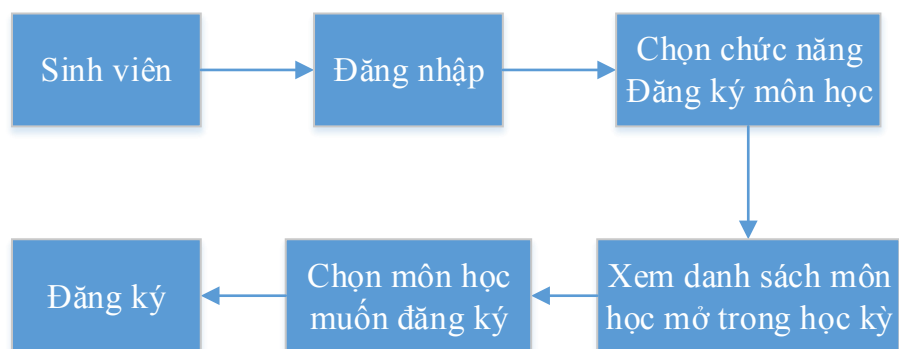 Sinh viên
Đăng nhập
Chọn chức năng
Đăng ký môn học
Xem danh sách môn
học mở trong học kỳ
Chọn môn học
muốn đăng ký
Đăng ký